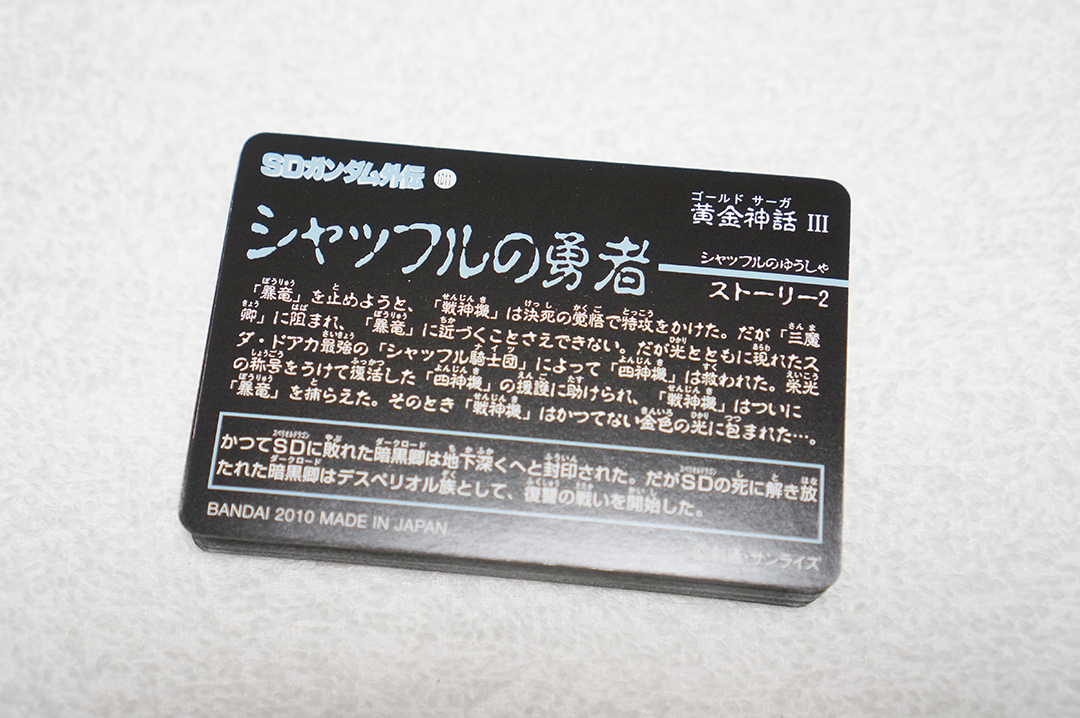 SDガンダム外伝 1011
ゴールド サーガ
黄金神話 III
シャッフルの勇者
シャッフルのゆうしゃ
ストーリー2
「暴竜」を止めようと、「戦神機」は決死の覚悟で特攻をかけた。だが「三魔
卿」に阻まれ、「暴竜」に近づくことさえできない。だが光とともに現れたス
ダ・ドアカ最強の「シャッフル騎士団」によって「四神機」は救われた。栄光
の称号をうけて復活した「四神機」の援護に助けられ、「戦神機」はついに
「暴竜」を捕らえた。そのとき「戦神機」はかつてない金色の光に包まれた…。
かつてSDに敗れた暗黒卿は地下深くへと封印された。だがSDの死に解き放
たれた暗黒卿はデスペリオル族として、復讐の戦いを開始した。
BANDAI 2010 MADE IN JAPAN
©創通・サンライズ